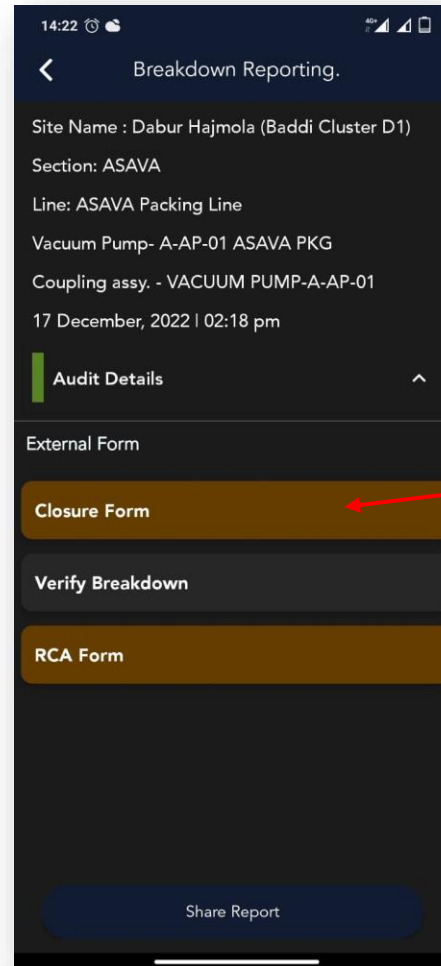 14:22
Breakdown Reporting.
Site Name : Dabur Hajmola (Baddi Cluster D1)
Section: ASAVA
Line: ASAVA Packing Line
Vacuum Pump- A-AP-01 ASAVA PKG
Coupling assy. - VACUUM PUMP-A-AP-01
17 December, 2022 | 02:18 pm
Audit Details
External Form
Closure Form
Verify Breakdown
RCA Form
Share Report